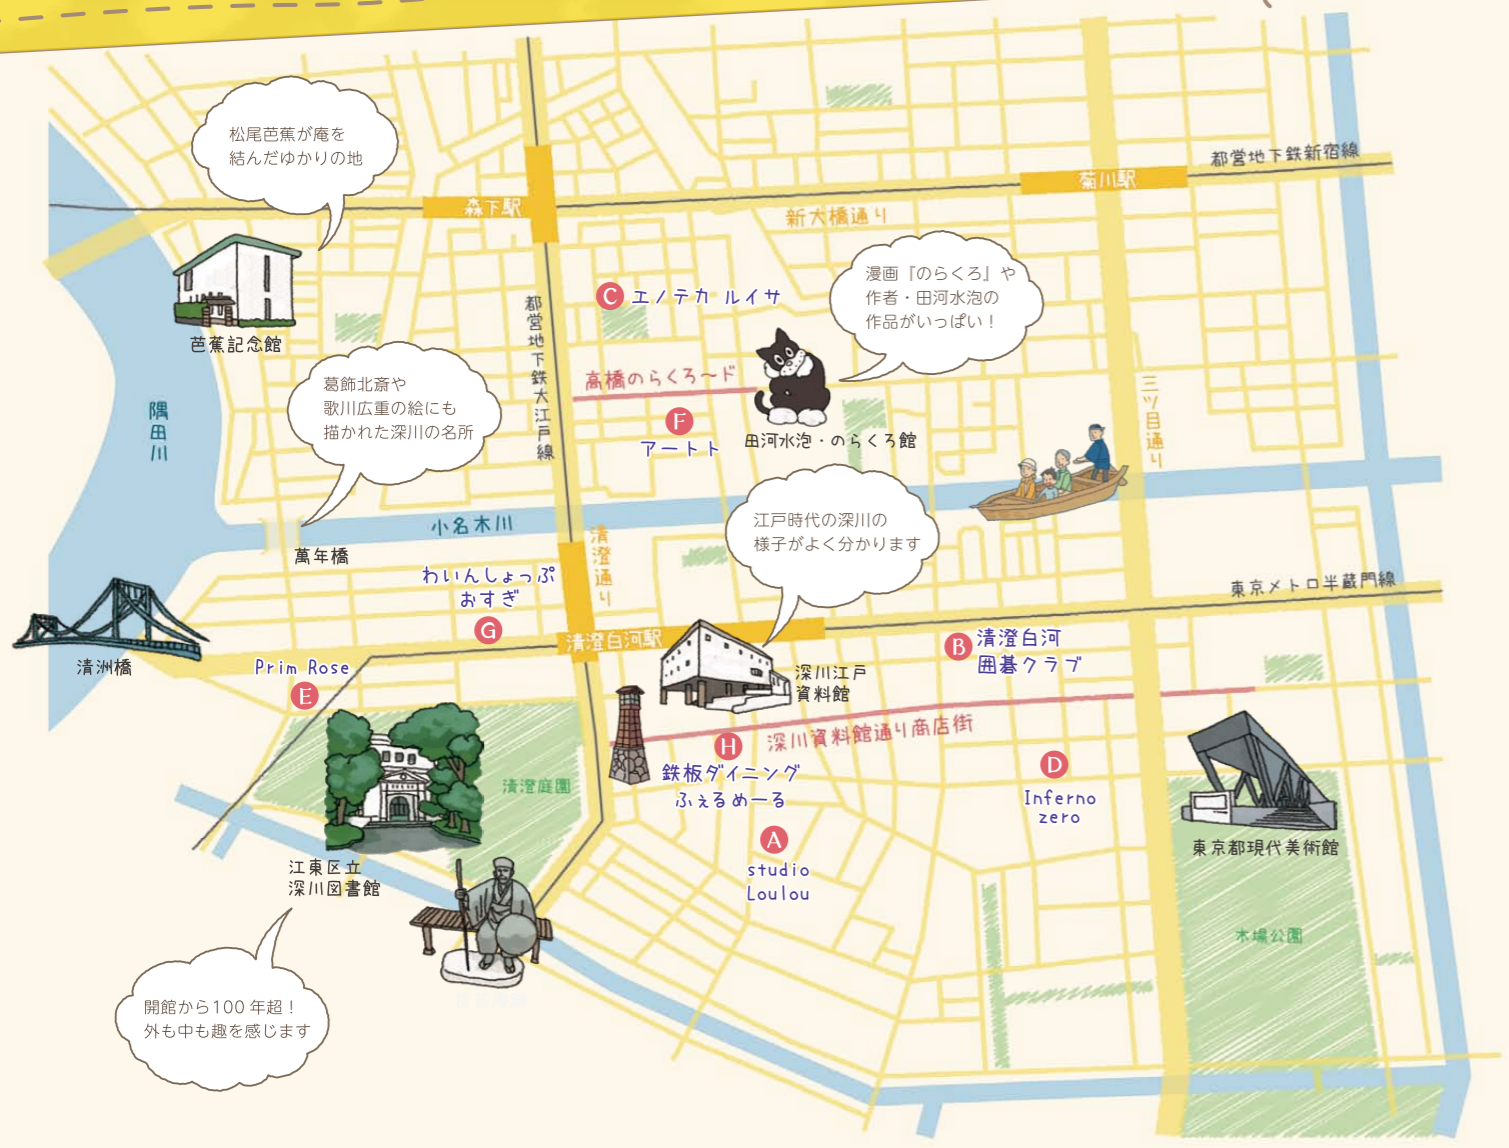 松尾芭蕉が庵を
結んだゆかりの地
都営地下鉄新宿線
菊川駅
森下駅
新大橋通り
漫画『のらくろ』や
作者・田河水泡の
作品がいっぱい！
C エノテカ ルイサ
都営地下鉄大江戸線
芭蕉記念館
高橋のらくろ〜ド
葛飾北斎や
歌川広重の絵にも
描かれた深川の名所
三ツ目通り
隅田川
F
アートト
田河水泡・のらくろ館
小名木川
江戸時代の深川の
様子がよく分かります
清澄通り
萬年橋
わいんしょっぷ
おすぎ
G
東京メトロ半蔵門線
清澄白河駅
B 清澄白河
囲碁クラブ
清洲橋
Prim Rose
E
深川江戸
資料館
深川資料館通り商店街
H
鉄板ダイニング
ふぇるめーる
清澄庭園
D
Inferno
zero
A
studio
Loulou
東京都現代美術館
江東区立
深川図書館
木場公園
開館から100年超！
外も中も趣を感じます